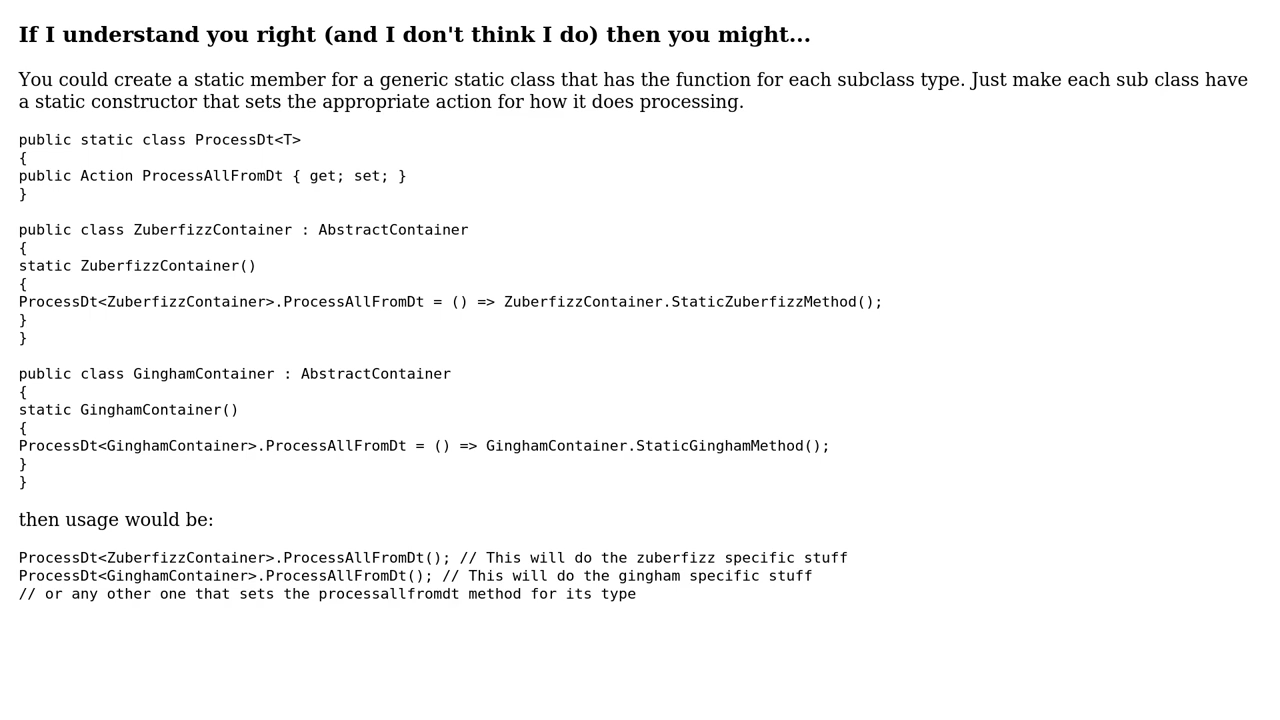 If I understand you right (and I don't think I do) then you might...
You could create a static member for a generic static class that has the function for each subclass type. Just make each sub class have
a static constructor that sets the appropriate action for how it does processing.
public static class ProcessDt<T>
{
public Action ProcessAllFromDt { get; set; }
}
public class ZuberfizzContainer : AbstractContainer
{
static ZuberfizzContainer()
{
ProcessDt<ZuberfizzContainer>.ProcessAllFromDt = () => ZuberfizzContainer.StaticZuberfizzMethod();
}
}
public class GinghamContainer : AbstractContainer
{
static GinghamContainer()
{
ProcessDt<GinghamContainer>.ProcessAllFromDt = () => GinghamContainer.StaticGinghamMethod();
}
}
then usage would be:
ProcessDt<ZuberfizzContainer>.ProcessAllFromDt(); // This will do the zuberfizz specific stuff
ProcessDt<GinghamContainer>.ProcessAllFromDt(); // This will do the gingham specific stuff
// or any other one that sets the processallfromdt method for its type